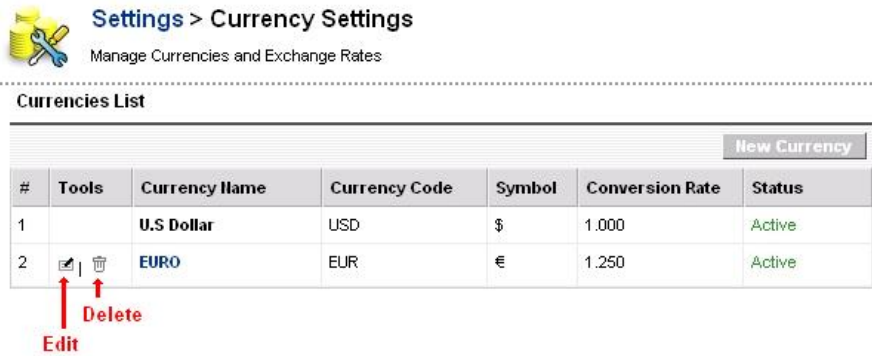 Settings > Currency Settings
Manage Currencies and Exchange Rates
Currencies List
New Currency
# Tools Currency Name Currency Code Symbol Conversion Rate Status
1 U.S Dollar USD $ 1.000 Active
2 | EURO EUR € 1.250 Active
Delete
Edit